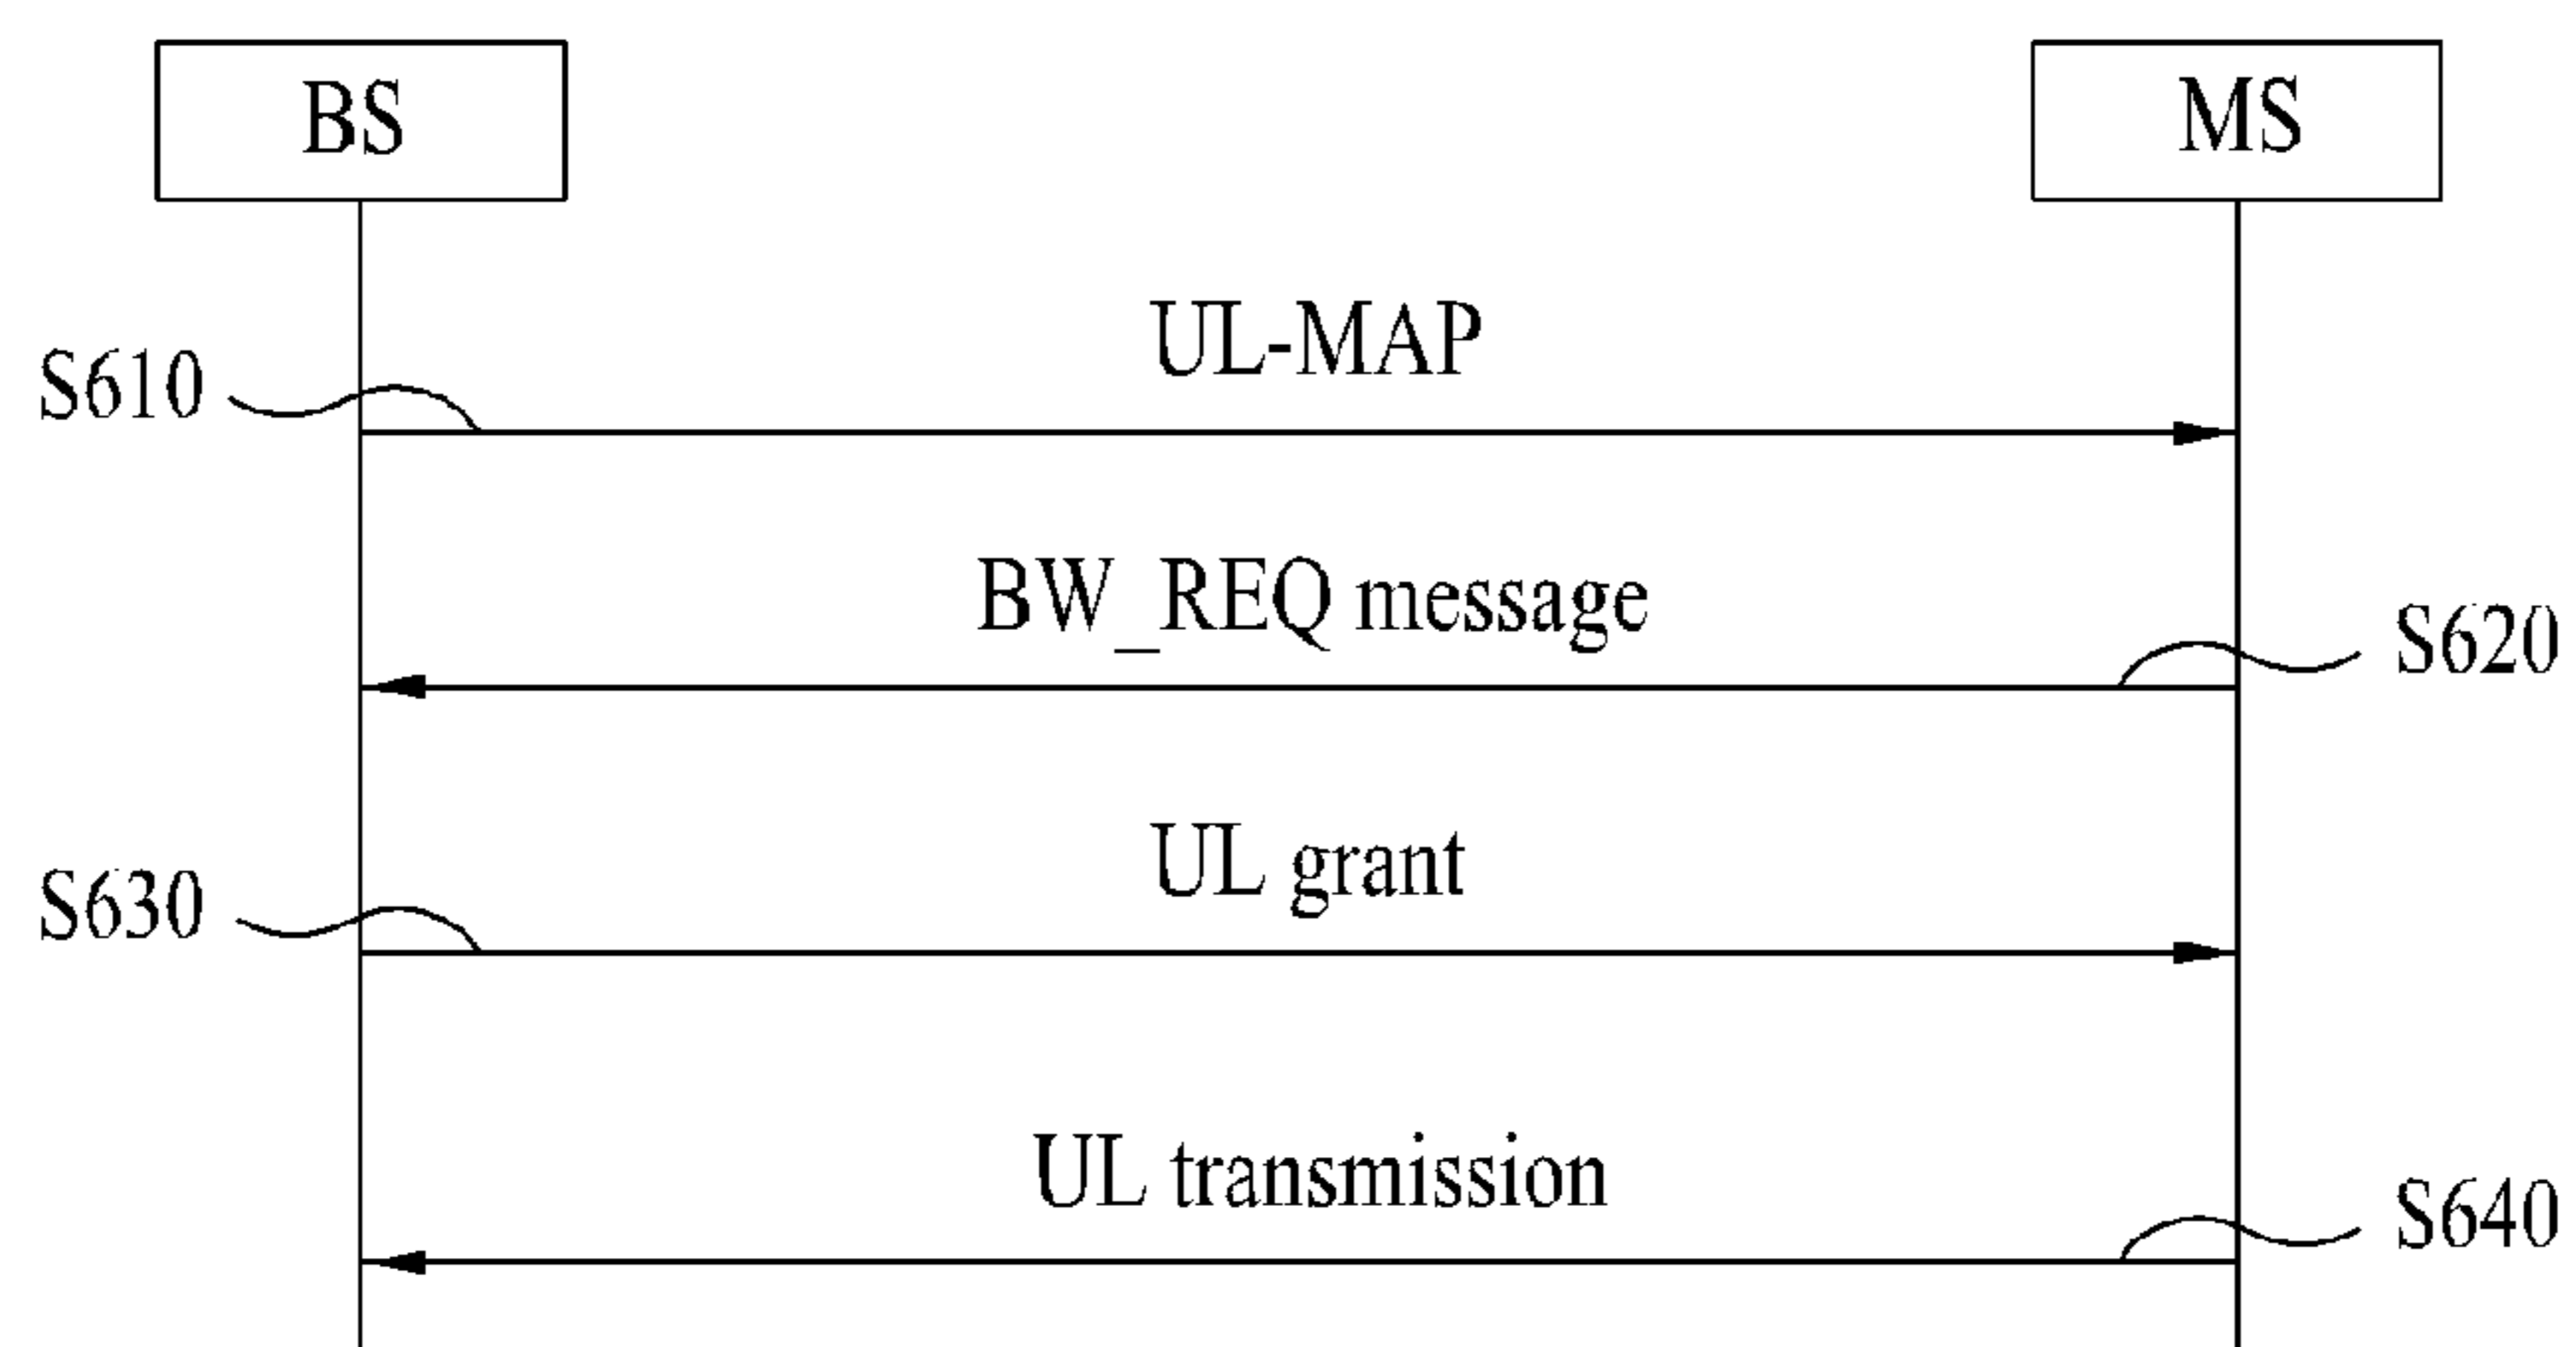 BS
MS
UL-MAP
S610
BW_REQ message
S620
UL grant
S630
UL transmission
S640